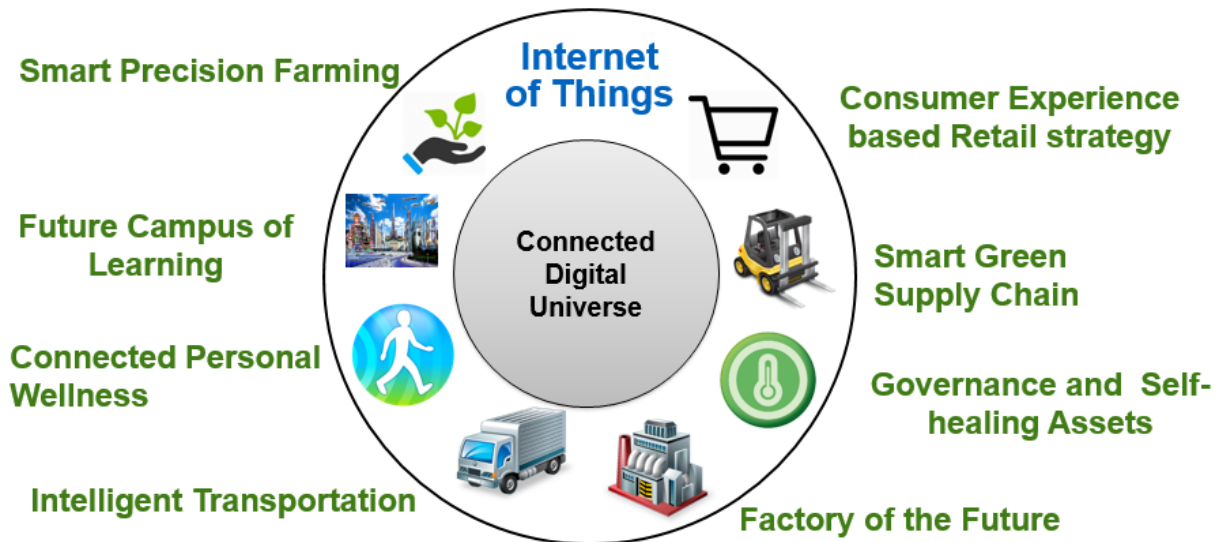 Internet
of Things
Smart Precision Farming
Consumer Experience
based Retail strategy
Future Campus of
Learning
Connected
Digital
Universe
Smart Green
Supply Chain
Connected Personal
Wellness
Governance and  Self-
healing Assets
Intelligent Transportation
Factory of the Future